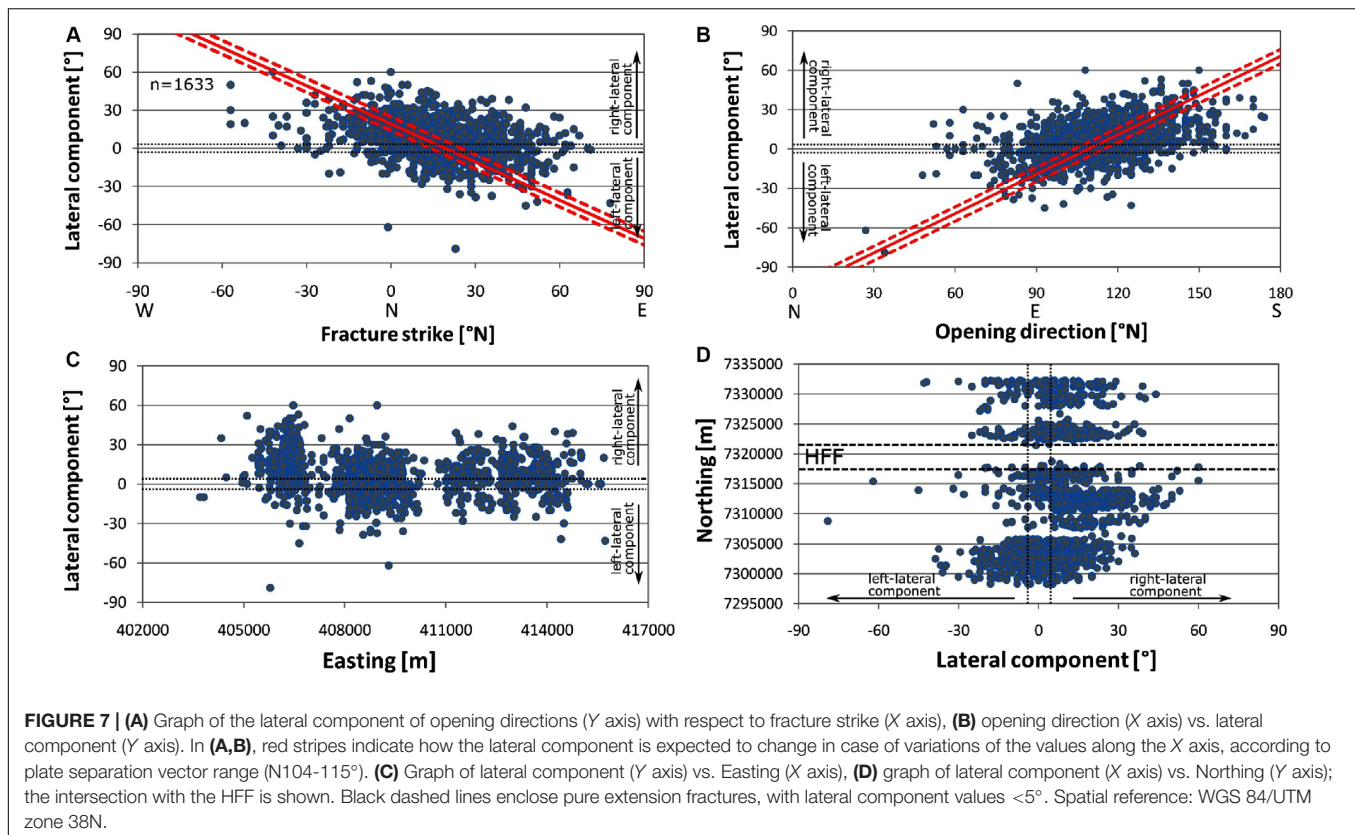 A
Lateral component [°]
90
60
30
0
-30
-60
-90
n=1633
right-lateral
component
left-lateral
component
-90
-60
-30
0
30
60
90
W
N
E
Fracture strike [°N]
B
Lateral component [°]
90
60
30
0
-30
-60
-90
right-lateral
component
left-lateral
component
0
30
60
90
120
150
180
N
E
S
Opening direction [°N]
C
Lateral component [°]
90
60
30
0
-30
-60
-90
right-lateral
component
left-lateral
component
402000
405000
408000
411000
414000
417000
Easting [m]
D
Northing [m]
7335000
7330000
7325000
7320000
7315000
7310000
7305000
7300000
7295000
HFF
left-lateral
component
right-lateral
component
-90
-60
-30
0
30
60
90
Lateral component [°]
FIGURE 7 | (A) Graph of the lateral component of opening directions (Y axis) with respect to fracture strike (X axis), (B) opening direction (X axis) vs. lateral
component (Y axis). In (A,B), red stripes indicate how the lateral component is expected to change in case of variations of the values along the X axis, according to
plate separation vector range (N104-115°). (C) Graph of lateral component (Y axis) vs. Easting (X axis), (D) graph of lateral component (X axis) vs. Northing (Y axis);
the intersection with the HFF is shown. Black dashed lines enclose pure extension fractures, with lateral component values <5°. Spatial reference: WGS 84/UTM
zone 38N.